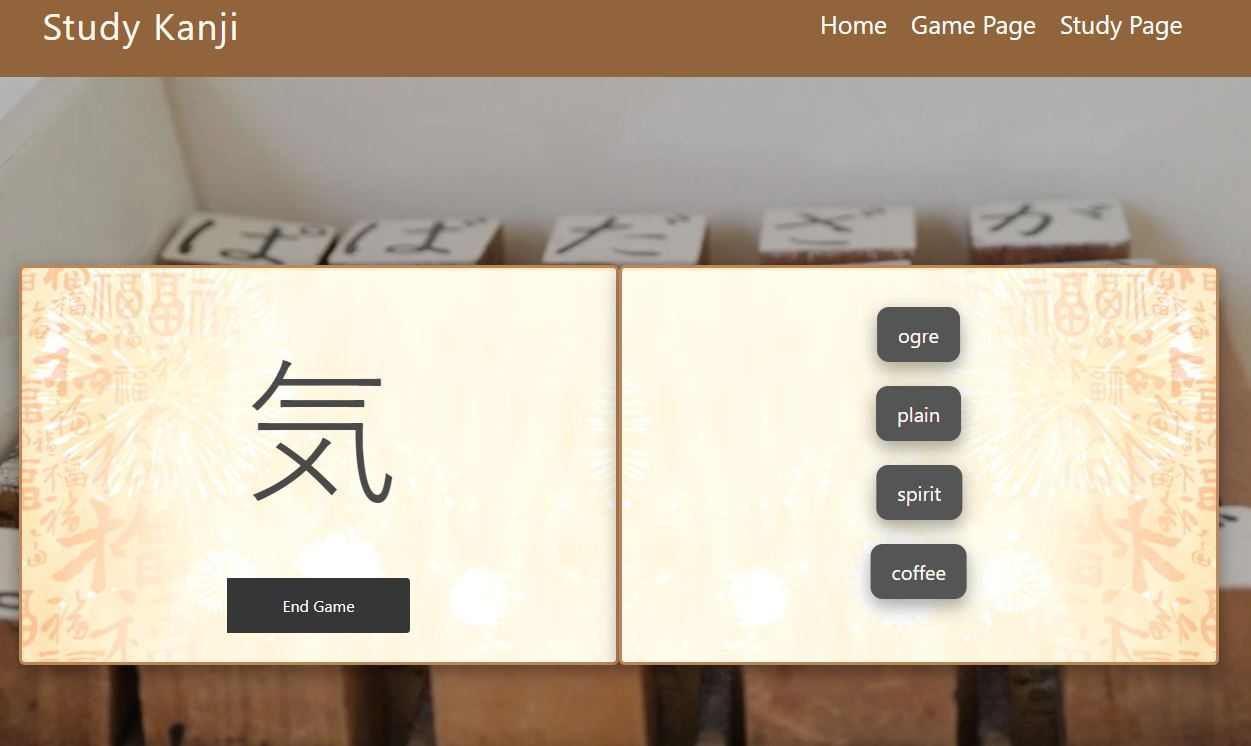 Study Kanji
Home Game Page Study Page
ぱ ば だ ざ が
気
End Game
ogre
plain
spirit
coffee